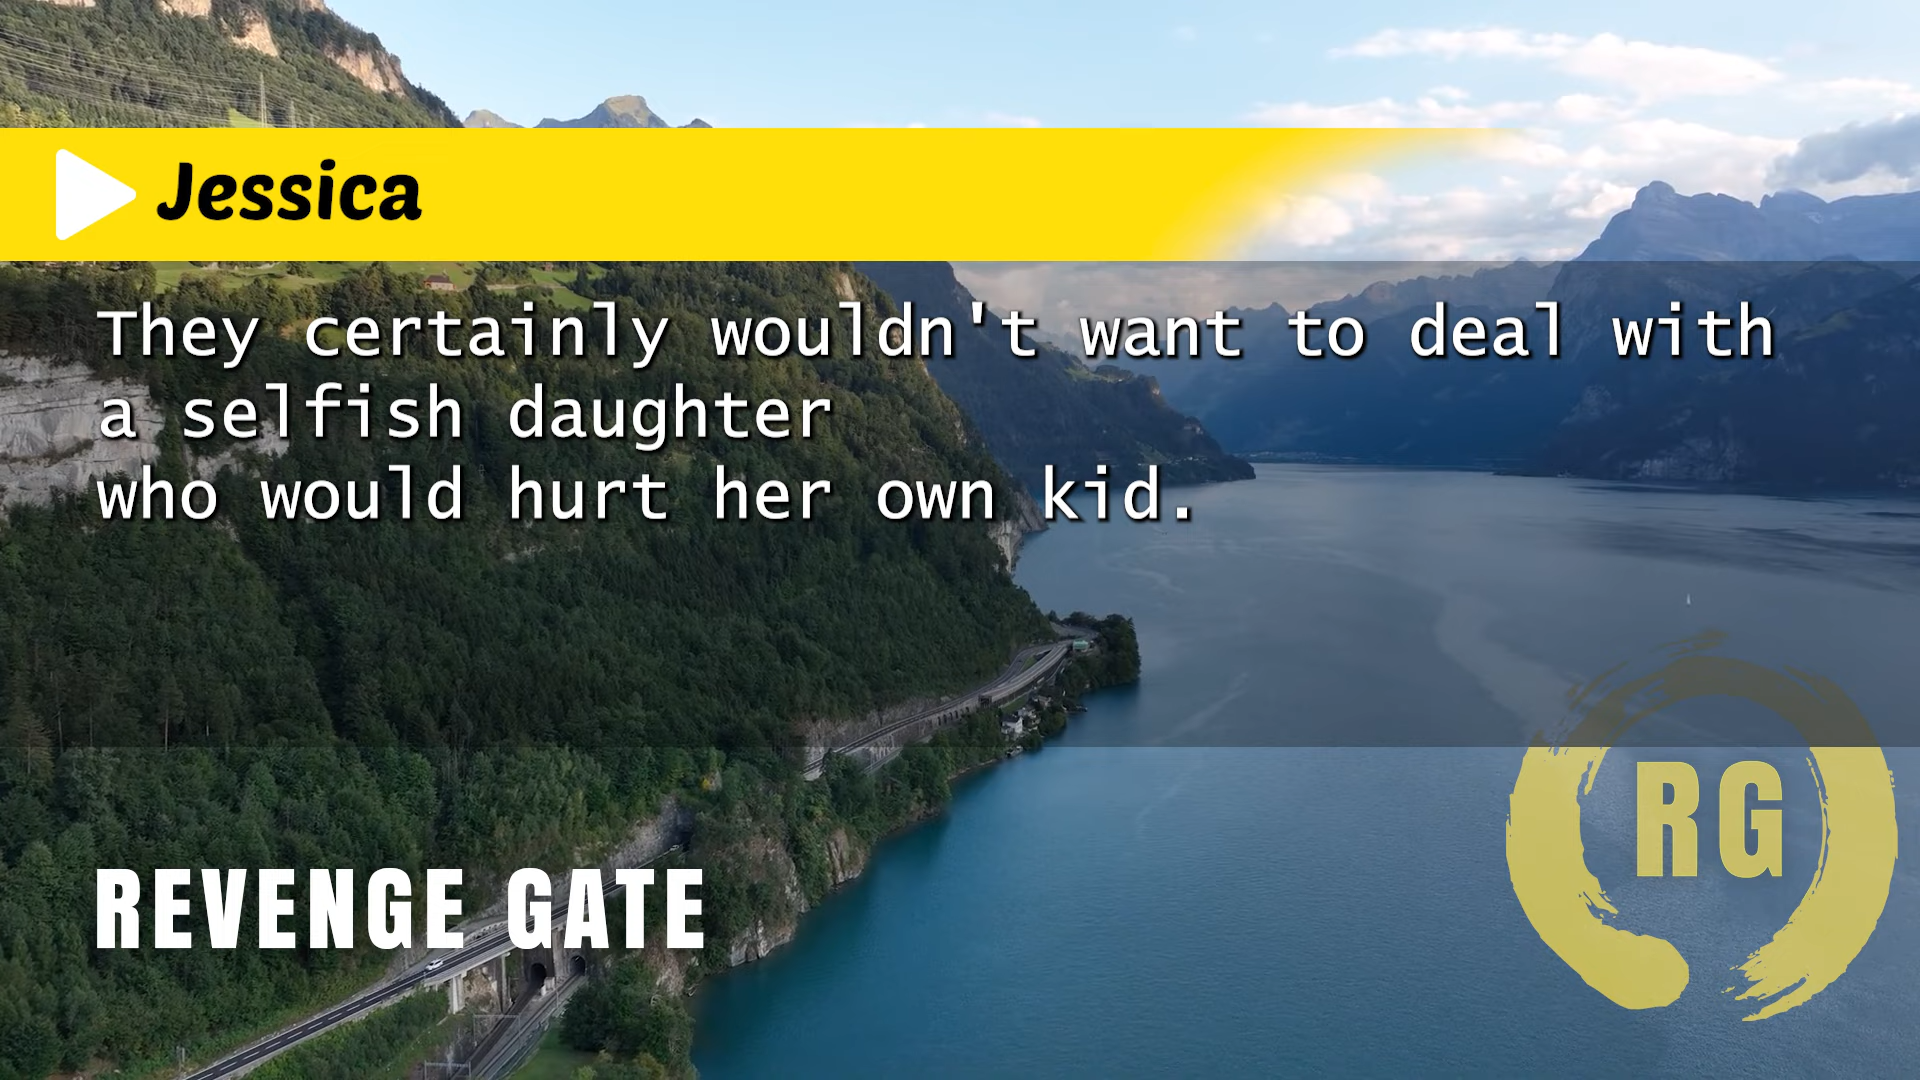 Jessica
They certainly wouldn't want to deal with
a selfish daughter
who would hurt her own kid.
REVENGE GATE
RG